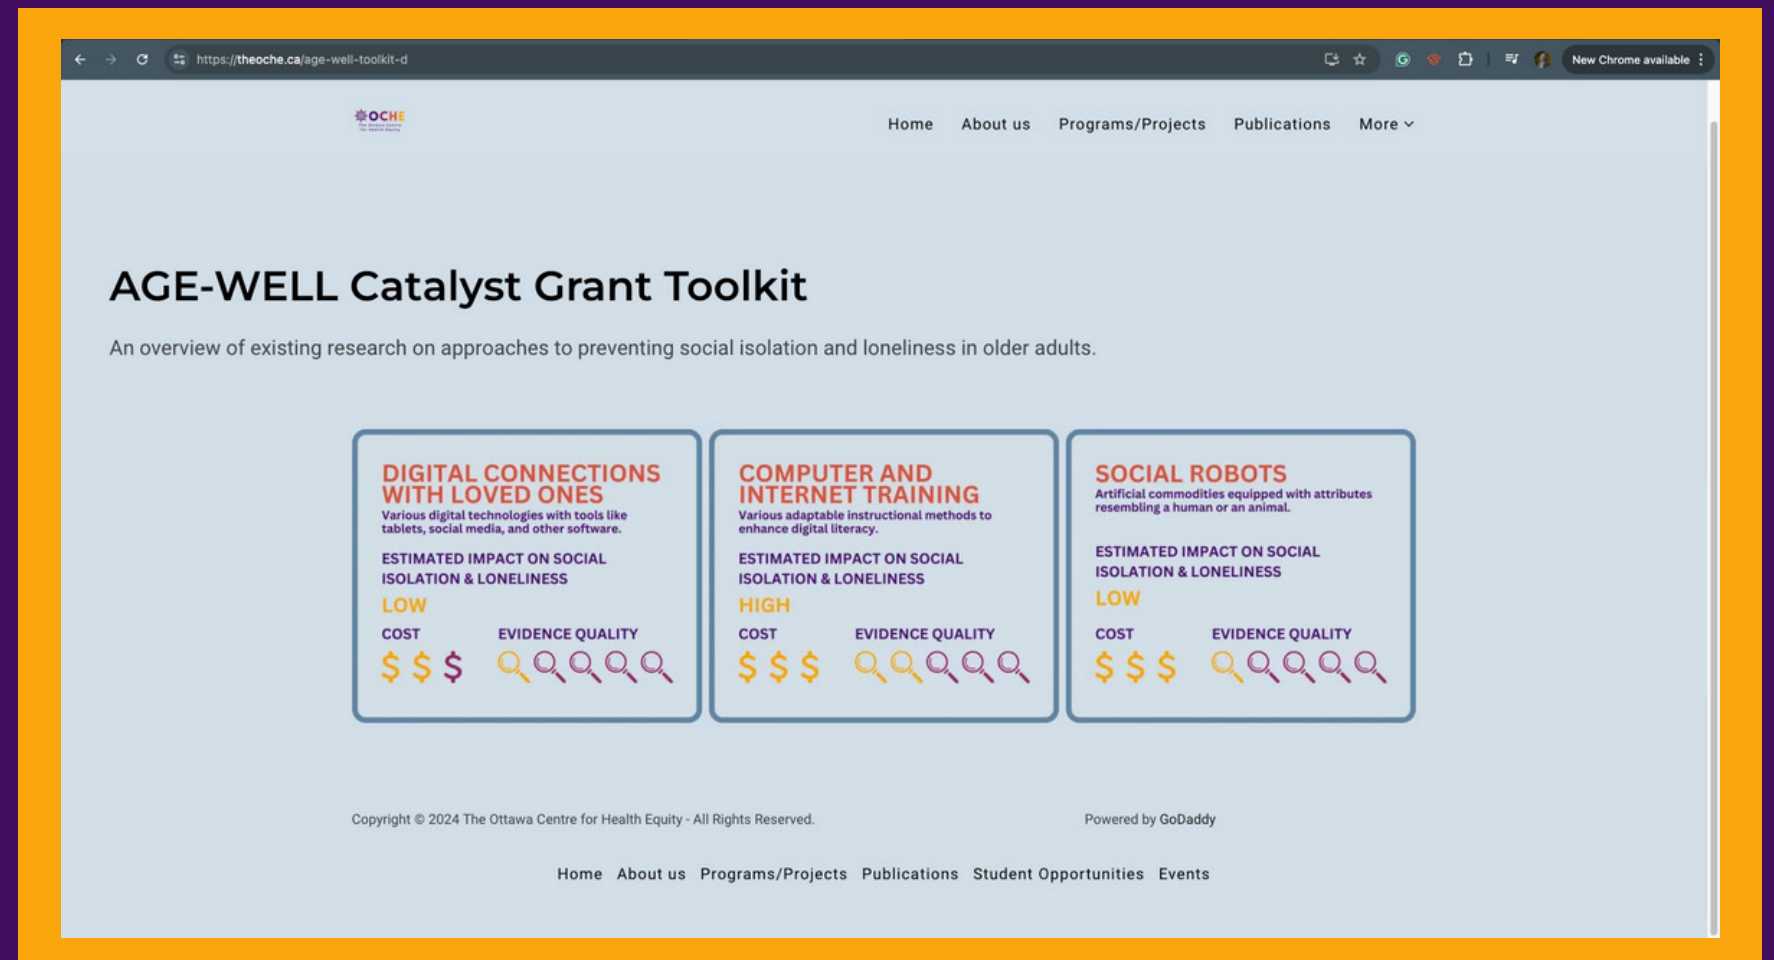 https://theoche.ca/age-well-toolkit-d
New Chrome available
OCHE
The Ottawa Centre
for Health Equity
Home About us Programs/Projects Publications More
AGE-WELL Catalyst Grant Toolkit
An overview of existing research on approaches to preventing social isolation and loneliness in older adults.
DIGITAL CONNECTIONS
WITH LOVED ONES
Various digital technologies with tools like
tablets, social media, and other software.
ESTIMATED IMPACT ON SOCIAL
ISOLATION & LONELINESS
LOW
COST EVIDENCE QUALITY
$ $ $
COMPUTER AND
INTERNET TRAINING
Various adaptable instructional methods to
enhance digital literacy.
ESTIMATED IMPACT ON SOCIAL
ISOLATION & LONELINESS
HIGH
COST EVIDENCE QUALITY
$ $ $
SOCIAL ROBOTS
Artificial commodities equipped with attributes
resembling a human or an animal.
ESTIMATED IMPACT ON SOCIAL
ISOLATION & LONELINESS
LOW
COST EVIDENCE QUALITY
$ $ $
Copyright © 2024 The Ottawa Centre for Health Equity - All Rights Reserved.
Powered by GoDaddy
Home About us Programs/Projects Publications Student Opportunities Events